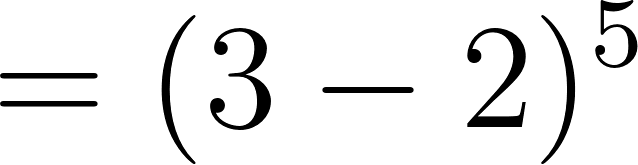 = (3 − 2)⁵